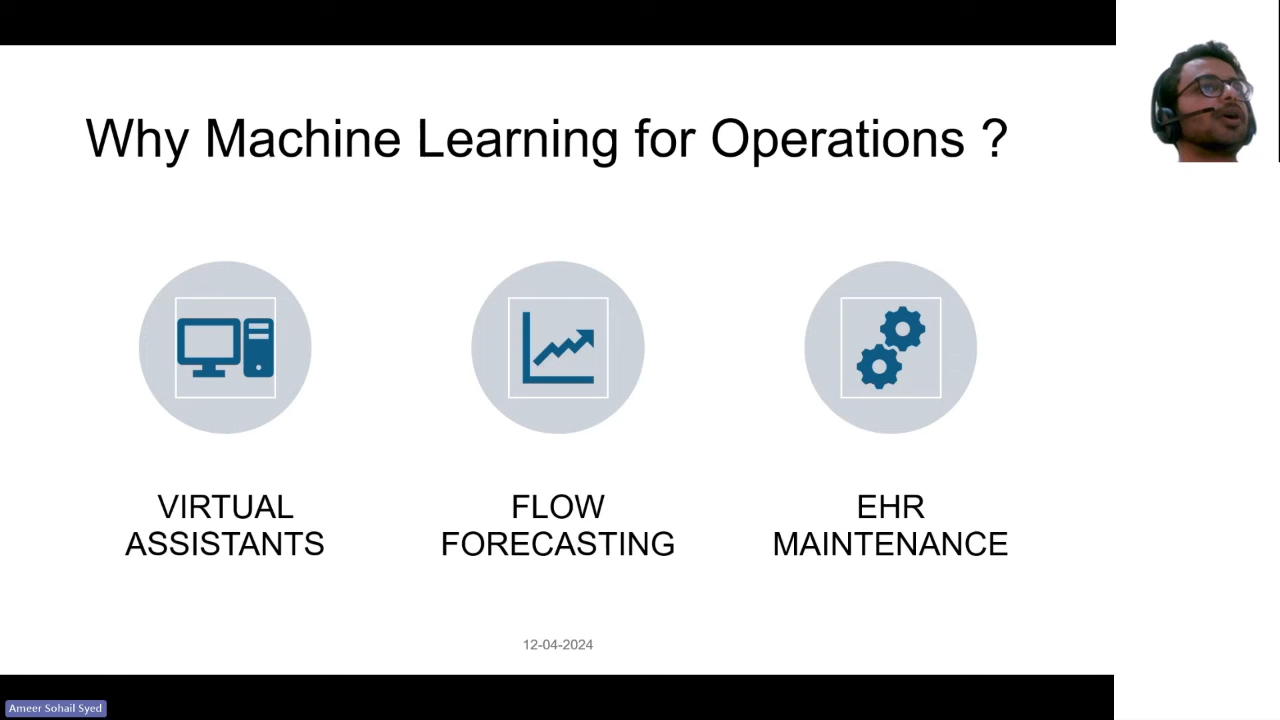 Why Machine Learning for Operations ?
VIRTUAL
ASSISTANTS
FLOW
FORECASTING
EHR
MAINTENANCE
12-04-2024
Ameer Sohail Syed